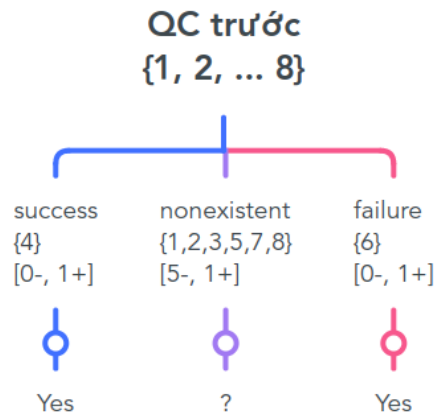 QC trước
{1, 2, ... 8}
success
{4}
[0-, 1+]
nonexistent
{1,2,3,5,7,8}
[5-, 1+]
failure
{6}
[0-, 1+]
Yes
?
Yes